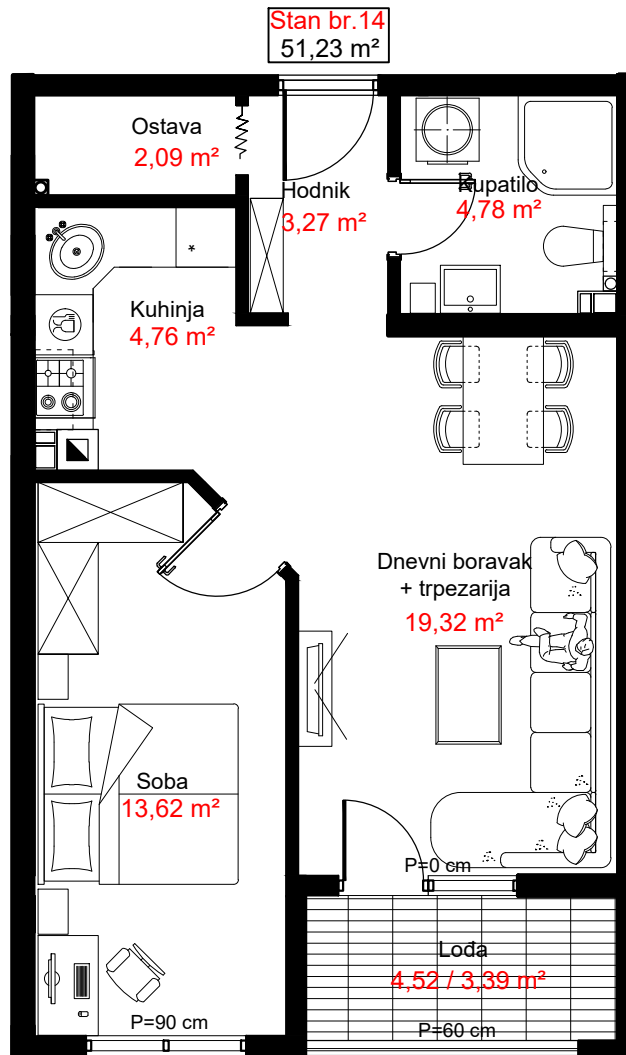 Stan br.14
51,23 m²
Ostava
2,09 m²
Hodnik
3,27 m²
Kupatilo
4,78 m²
Kuhinja
4,76 m²
*
Dnevni boravak
+ trpezarija
19,32 m²
Soba
13,62 m²
P=0 cm
Lođa
4,52 / 3,39 m²
P=90 cm
P=60 cm